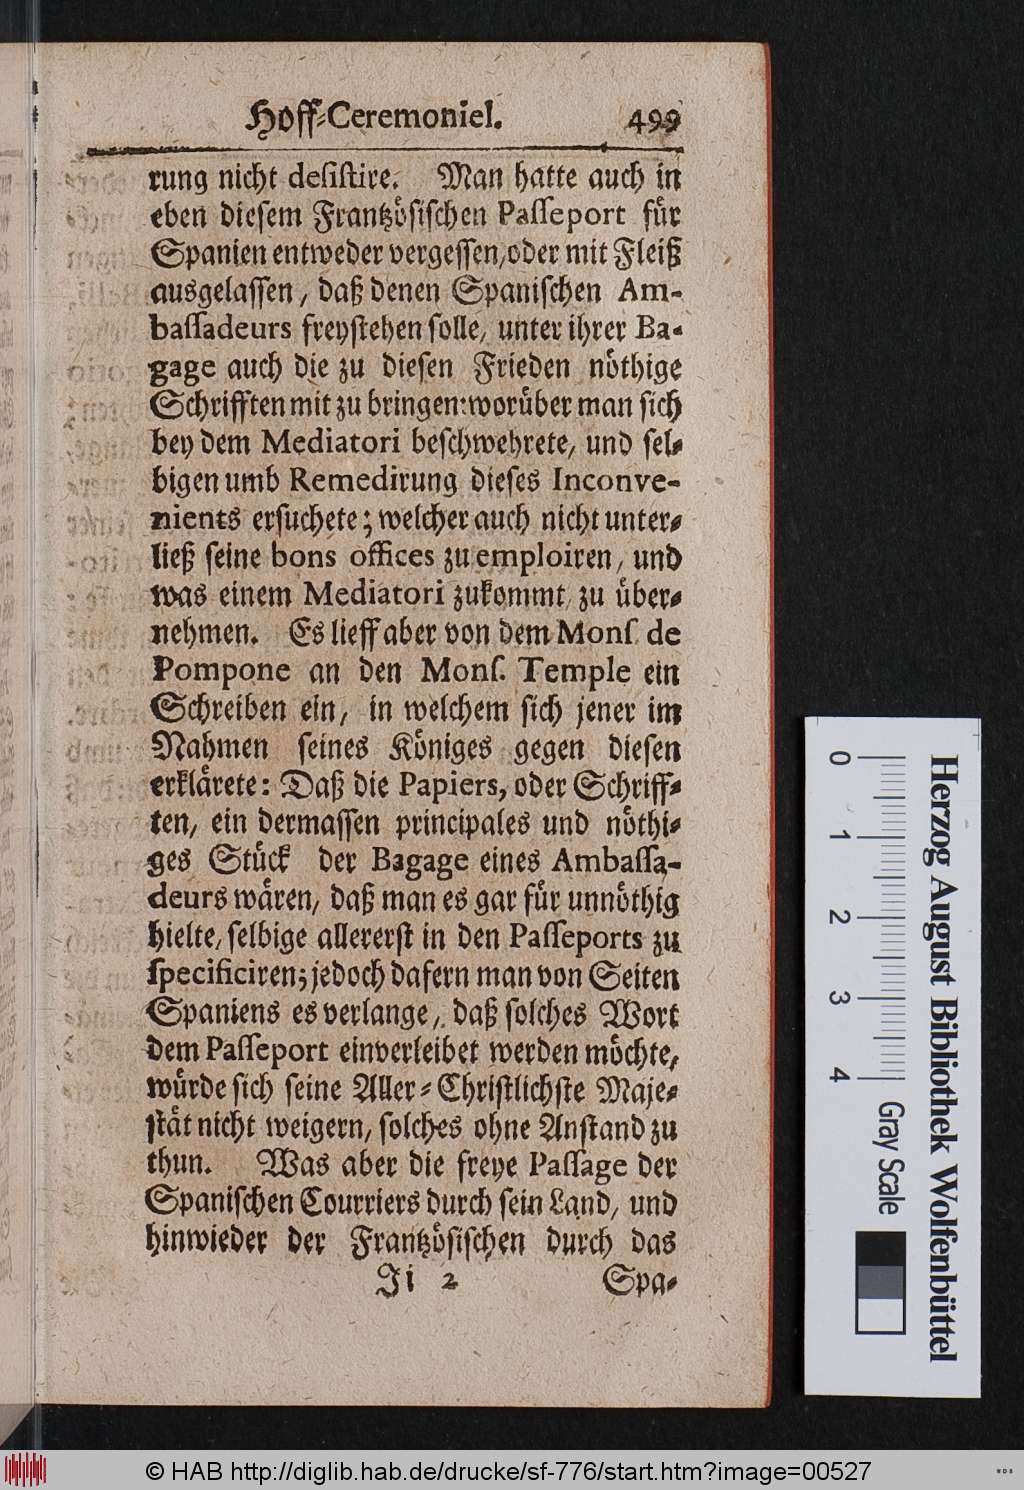 Hoff-Ceremoniel. 499
rung nicht deſiſtire. Man hatte auch in
eben dieſem Frantzöſiſchen Paſſeport für
Spanien entweder vergeſſen, oder mit Fleiß
ausgelaſſen, daß denen Spaniſchen Am-
baſſadeurs freyſtehen ſolle, unter ihrer Ba-
gage auch die zu dieſen Frieden nöthige
Schrifften mit zu bringen: worüber man ſich
bey dem Mediatori beſchwehrete, und ſel-
bigen umb Remedirung dieſes Inconve-
nients erſuchete; welcher auch nicht unter-
ließ ſeine bons offices zu emploiren, und
was einem Mediatori zukommt zu über-
nehmen. Es lieff aber von dem Monſ. de
Pompone an den Monſ. Temple ein
Schreiben ein, in welchem ſich jener im
Nahmen ſeines Königes gegen dieſen
erklärete: Daß die Papiers, oder Schriff-
ten, ein dermaſſen principales und nöthi-
ges Stück der Bagage eines Ambaſſa-
deurs wären, daß man es gar für unnöthig
hielte, ſelbige allererſt in den Paſſeports zu
ſpecificiren; jedoch dafern man von Seiten
Spaniens es verlange, daß ſolches Wort
dem Paſſeport einverleibet werden möchte,
würde ſich ſeine Aller-Chriſtlichſte Maje-
ſtät nicht weigern, ſolches ohne Anſtand zu
thun. Was aber die freye Paſſage der
Spaniſchen Courriers durch ſein Land, und
hinwieder der Frantzöſiſchen durch das
Ji 2 Spa-
0 1 2 3 4
Gray Scale
Herzog August Bibliothek Wolfenbüttel
© HAB http://diglib.hab.de/drucke/sf-776/start.htm?image=00527